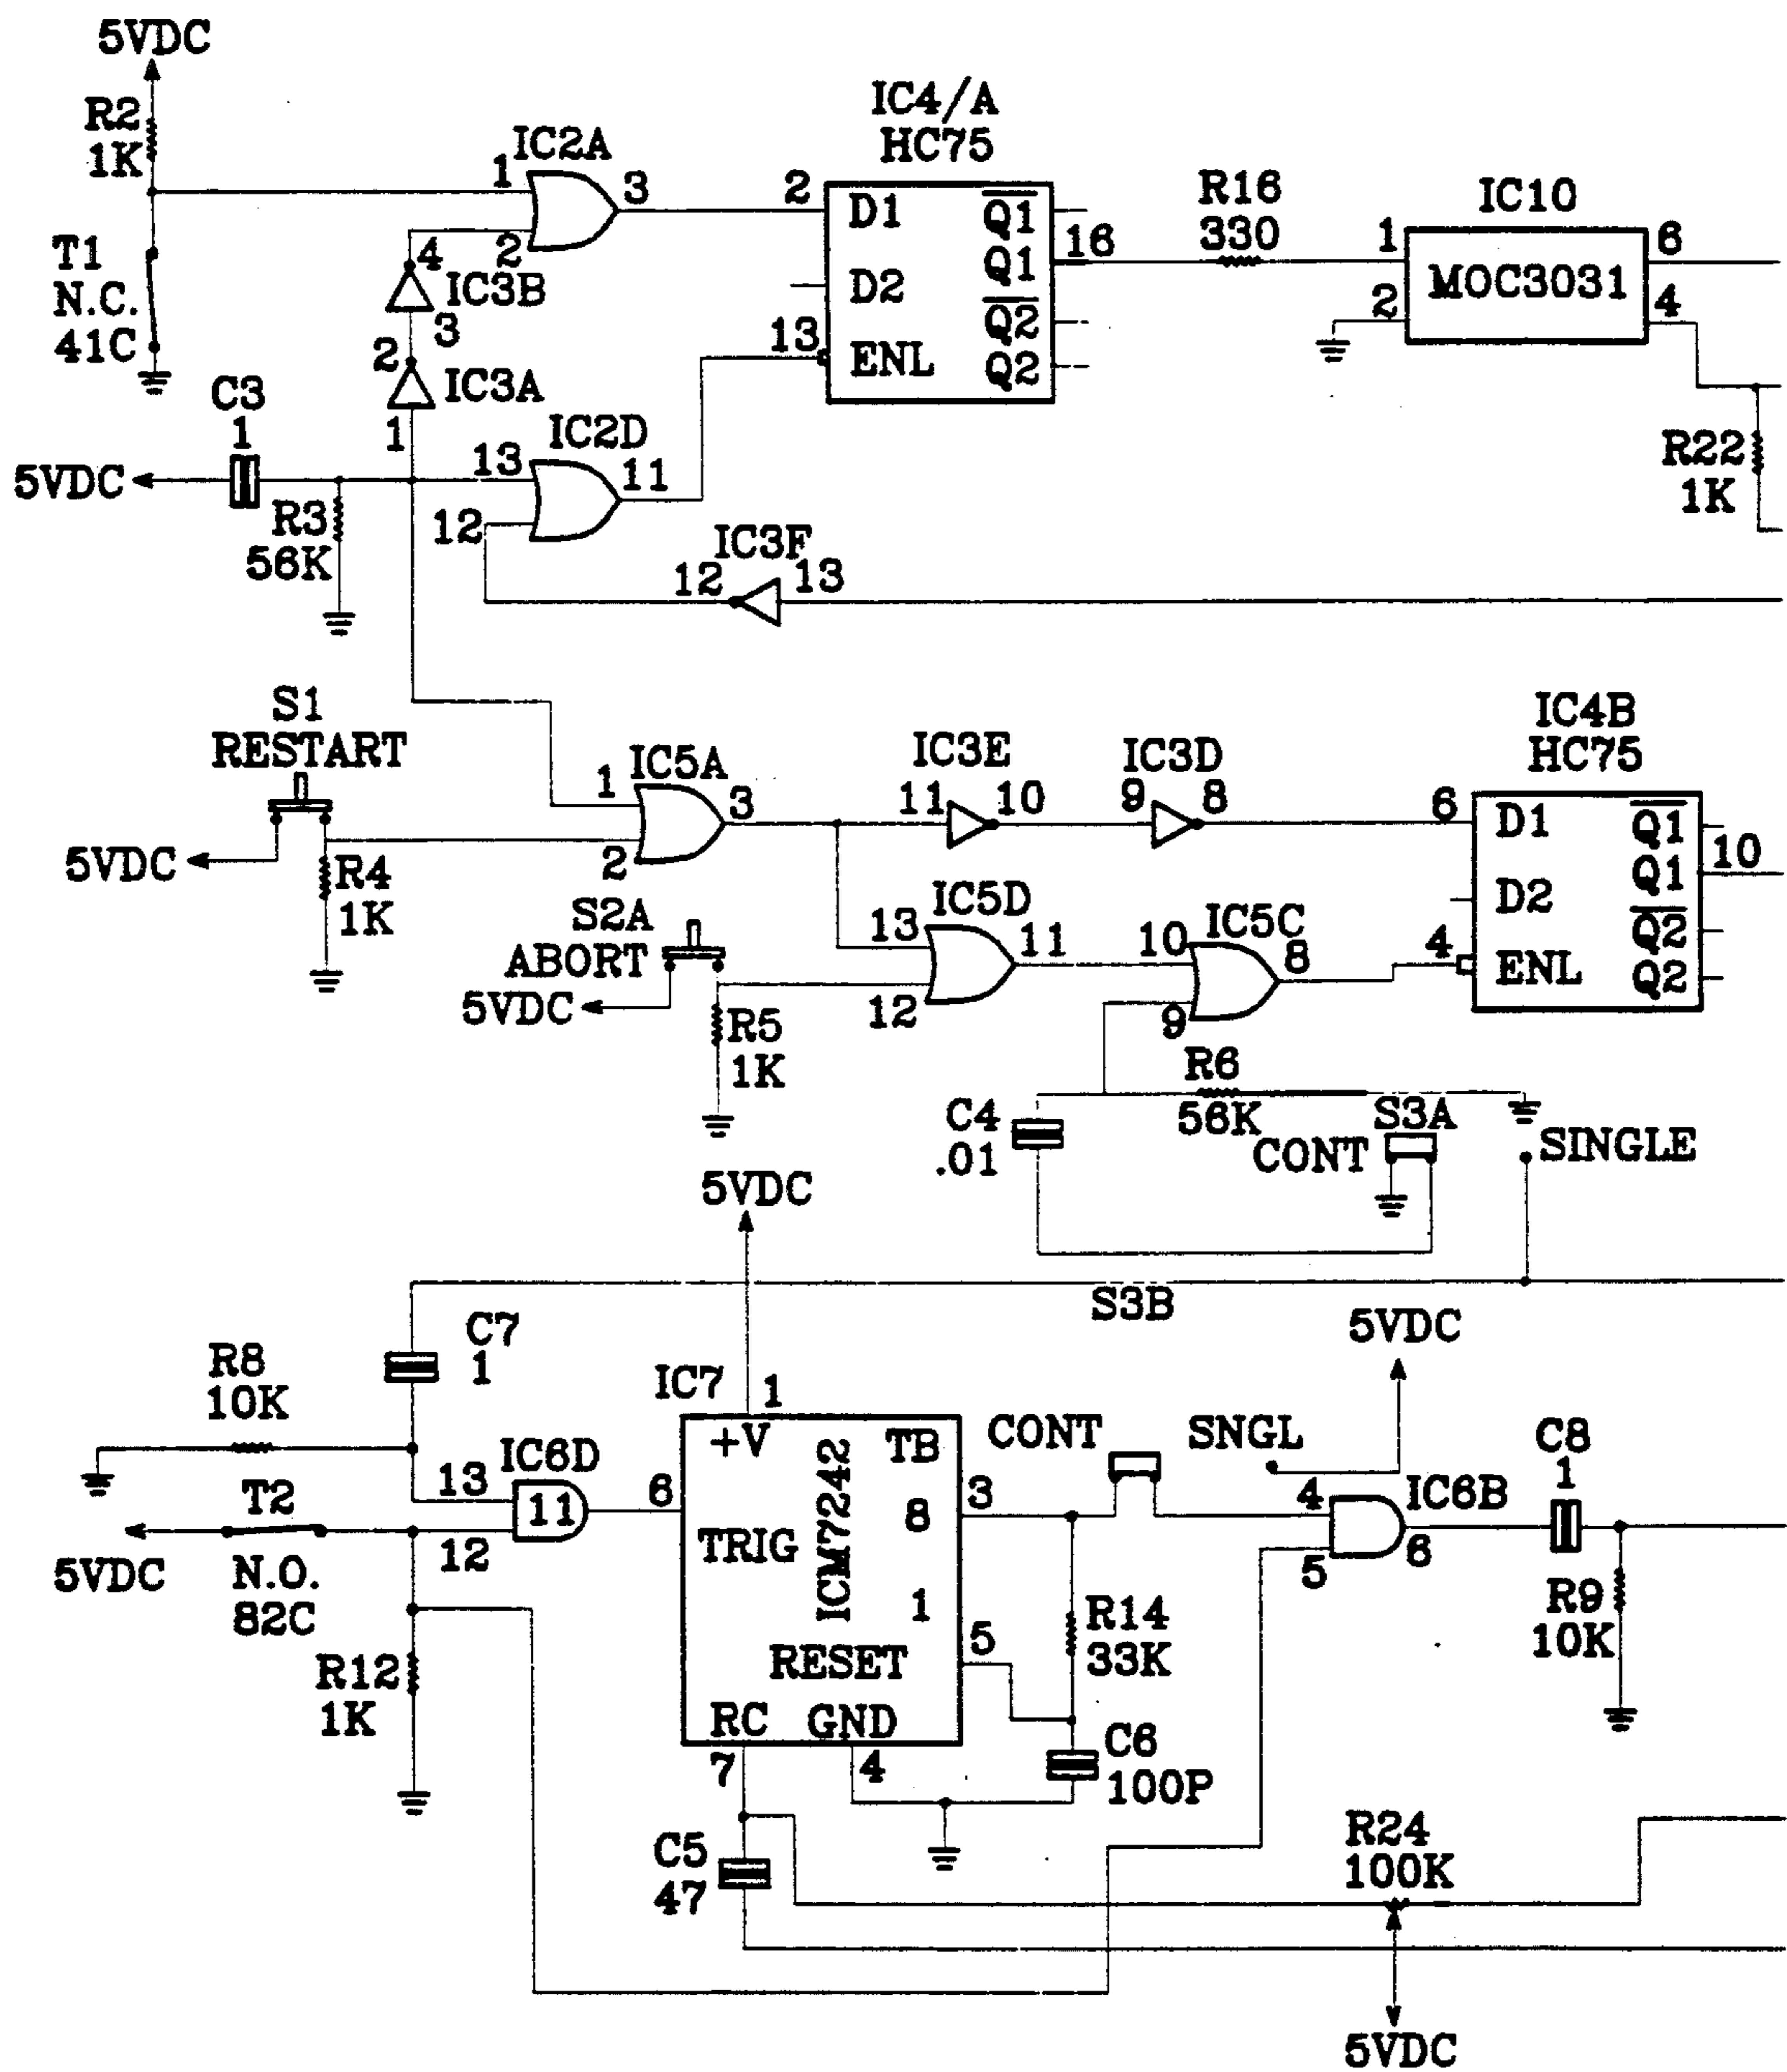 5VDC
R2
1K
IC2A
1
3
2
T1
N.C.
41C
4
IC3B
3
2
IC3A
1
C3
1
5VDC
R3
56K
IC2D
13
11
12
IC3F
12
13
IC4/A
HC75
2
D1
Q1
16
Q1
D2
Q2
13
ENL
Q2
R16
330
IC10
1
6
MOC3031
2
4
R22
1K
S1
RESTART
5VDC
R4
1K
IC5A
1
3
2
S2A
ABORT
5VDC
R5
1K
IC3E
11
10
IC3D
9
8
IC5D
13
11
12
IC5C
10
8
9
IC4B
HC75
6
D1
Q1
10
Q1
D2
Q2
4
ENL
Q2
R6
56K
C4
.01
S3A
CONT
SINGLE
5VDC
S3B
C7
1
R8
10K
IC6D
13
11
12
T2
5VDC
N.O.
82C
R12
1K
IC7
1
+V
TB
6
TRIG
ICM7242
8
3
1
5
RESET
RC
GND
7
4
CONT
SNGL
5VDC
4
IC6B
5
6
C8
1
R9
10K
R14
33K
C6
100P
C5
47
R24
100K
5VDC